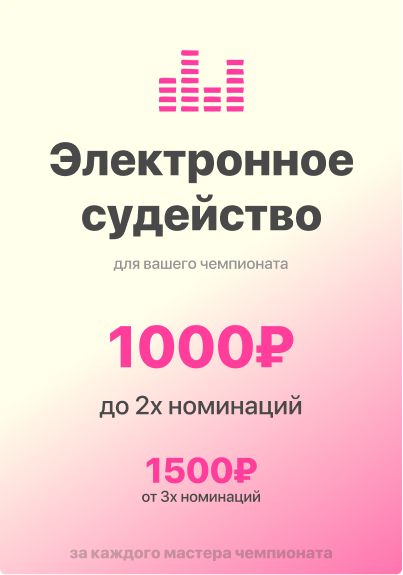 Электронное
судейство
для вашего чемпионата
1000₽
до 2х номинаций
1500₽
от 3х номинаций
за каждого мастера чемпионата